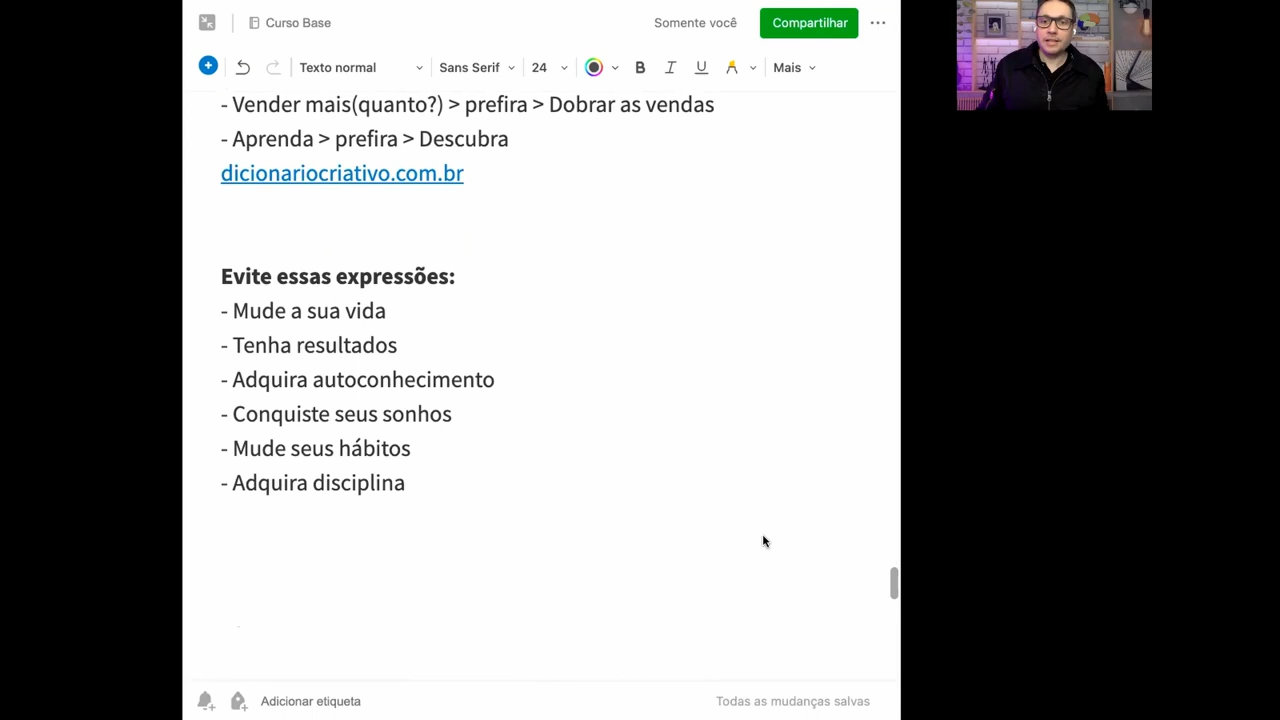 Curso Base
Somente você
Compartilhar
Texto normal
Sans Serif
24
B
I
U
Mais
- Vender mais(quanto?) > prefira > Dobrar as vendas
- Aprenda > prefira > Descubra
dicionariocriativo.com.br
Evite essas expressões:
- Mude a sua vida
- Tenha resultados
- Adquira autoconhecimento
- Conquiste seus sonhos
- Mude seus hábitos
- Adquira disciplina
Adicionar etiqueta
Todas as mudanças salvas